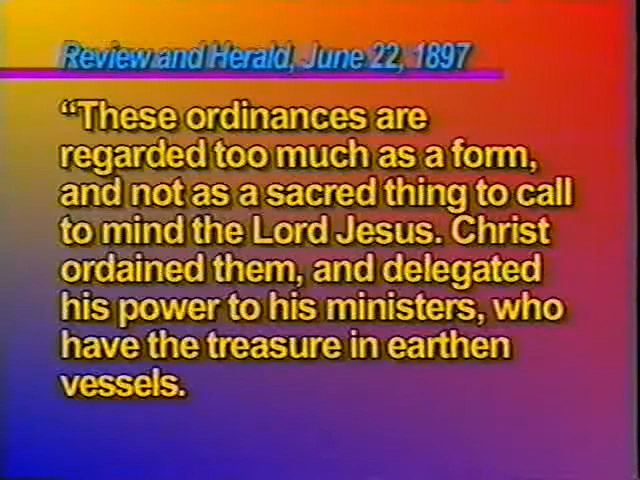 Review and Herald, June 22, 1897
“These ordinances are
regarded too much as a form,
and not as a sacred thing to call
to mind the Lord Jesus. Christ
ordained them, and delegated
his power to his ministers, who
have the treasure in earthen
vessels.